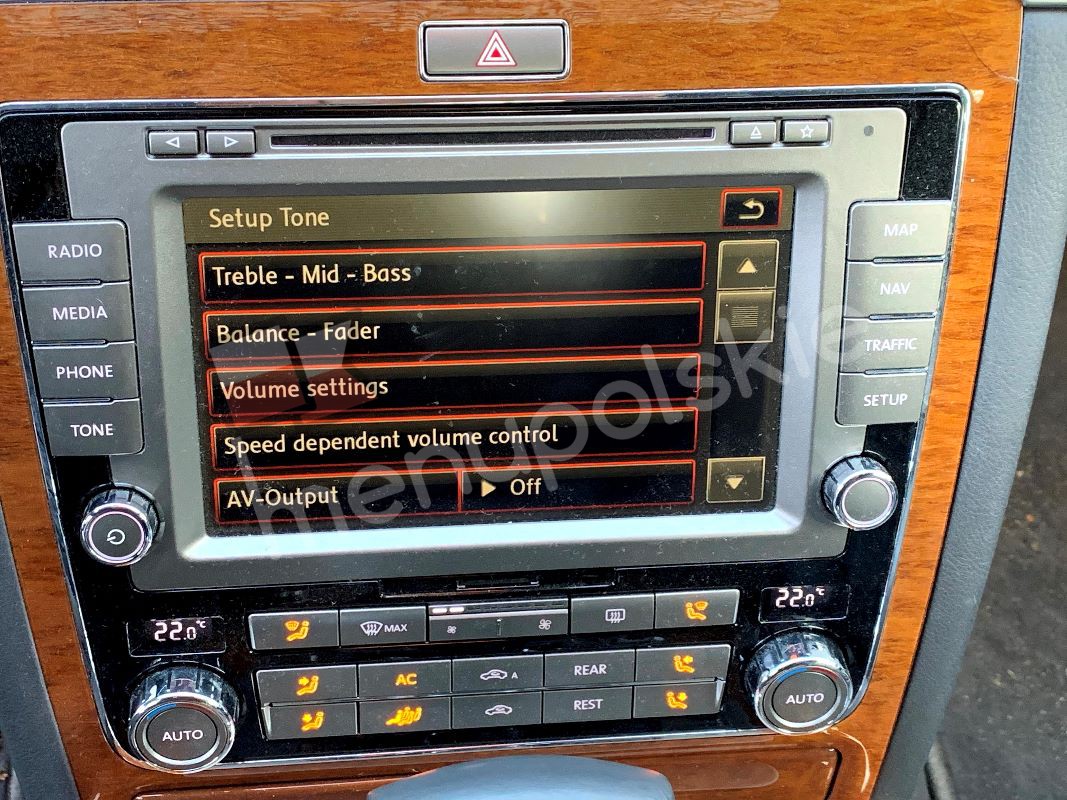 Setup Tone
Treble - Mid - Bass
Balance - Fader
Volume settings
Speed dependent volume control
AV-Output
Off
RADIO
MEDIA
PHONE
TONE
MAP
NAV
TRAFFIC
SETUP
menupolskie
22.0°C
MAX
22.0°C
AC
A
REAR
REST
AUTO
AUTO